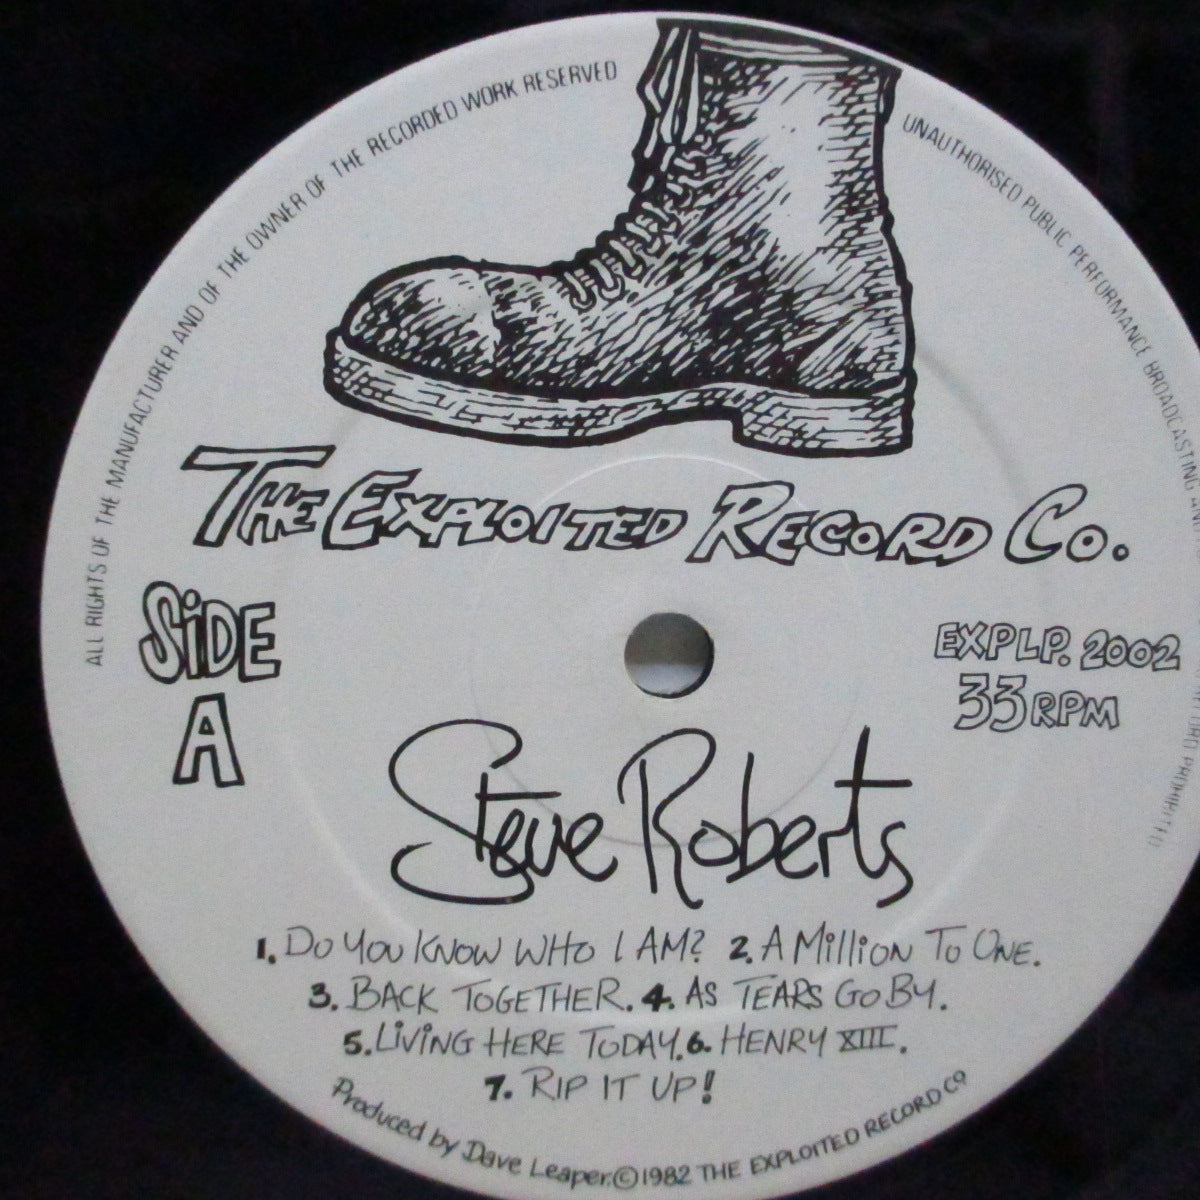 ALL RIGHTS OF THE MANUFACTURER AND OF THE OWNER OF THE RECORDED WORK RESERVED
UNAUTHORISED PUBLIC PERFORMANCE BROADCASTING
PROHIBITED
THE EXPLOITED RECORD CO.
SiDE
A
EXPLP. 2002
33 RPM
Steve Roberts
1. DO YOU KNOW WHO I AM? 2. A MilliON TO ONE.
3. BACK TOGETHER. 4. AS TEARS GO BY.
5. LiViNG HERE TODAY. 6. HENRY XIII.
7. RIP IT UP!
Produced by Dave Leaper. © 1982 THE EXPLOITED RECORD CO